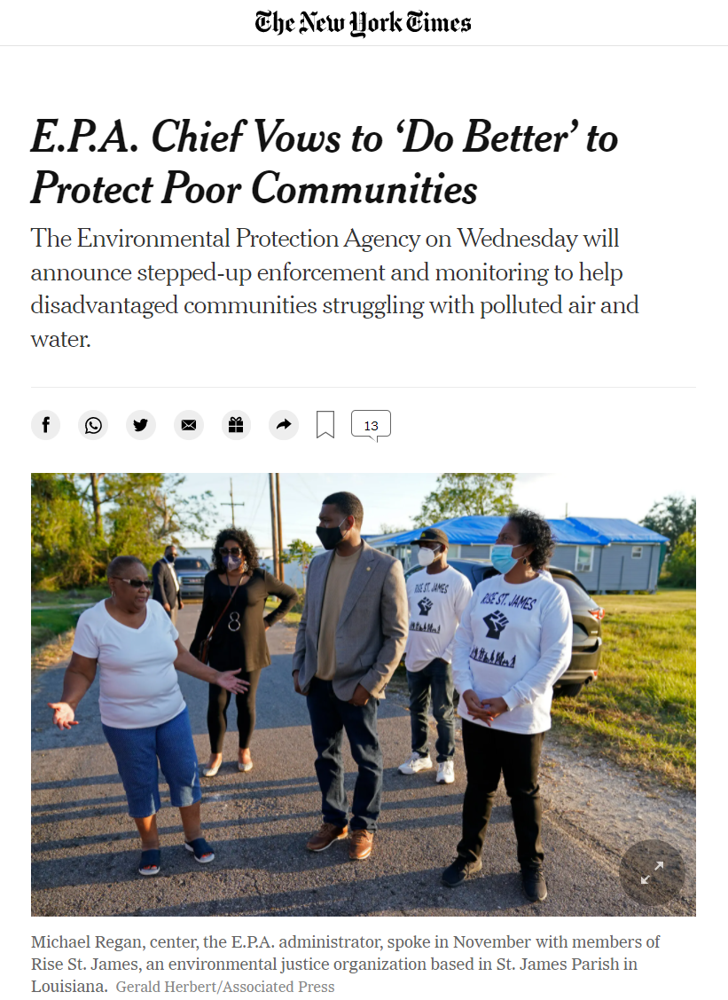 The New York Times
E.P.A. Chief Vows to ‘Do Better’ to
Protect Poor Communities
The Environmental Protection Agency on Wednesday will
announce stepped-up enforcement and monitoring to help
disadvantaged communities struggling with polluted air and
water.
13
RISE ST. JAMES
RISE ST. JAMES
Michael Regan, center, the E.P.A. administrator, spoke in November with members of
Rise St. James, an environmental justice organization based in St. James Parish in
Louisiana. Gerald Herbert/Associated Press